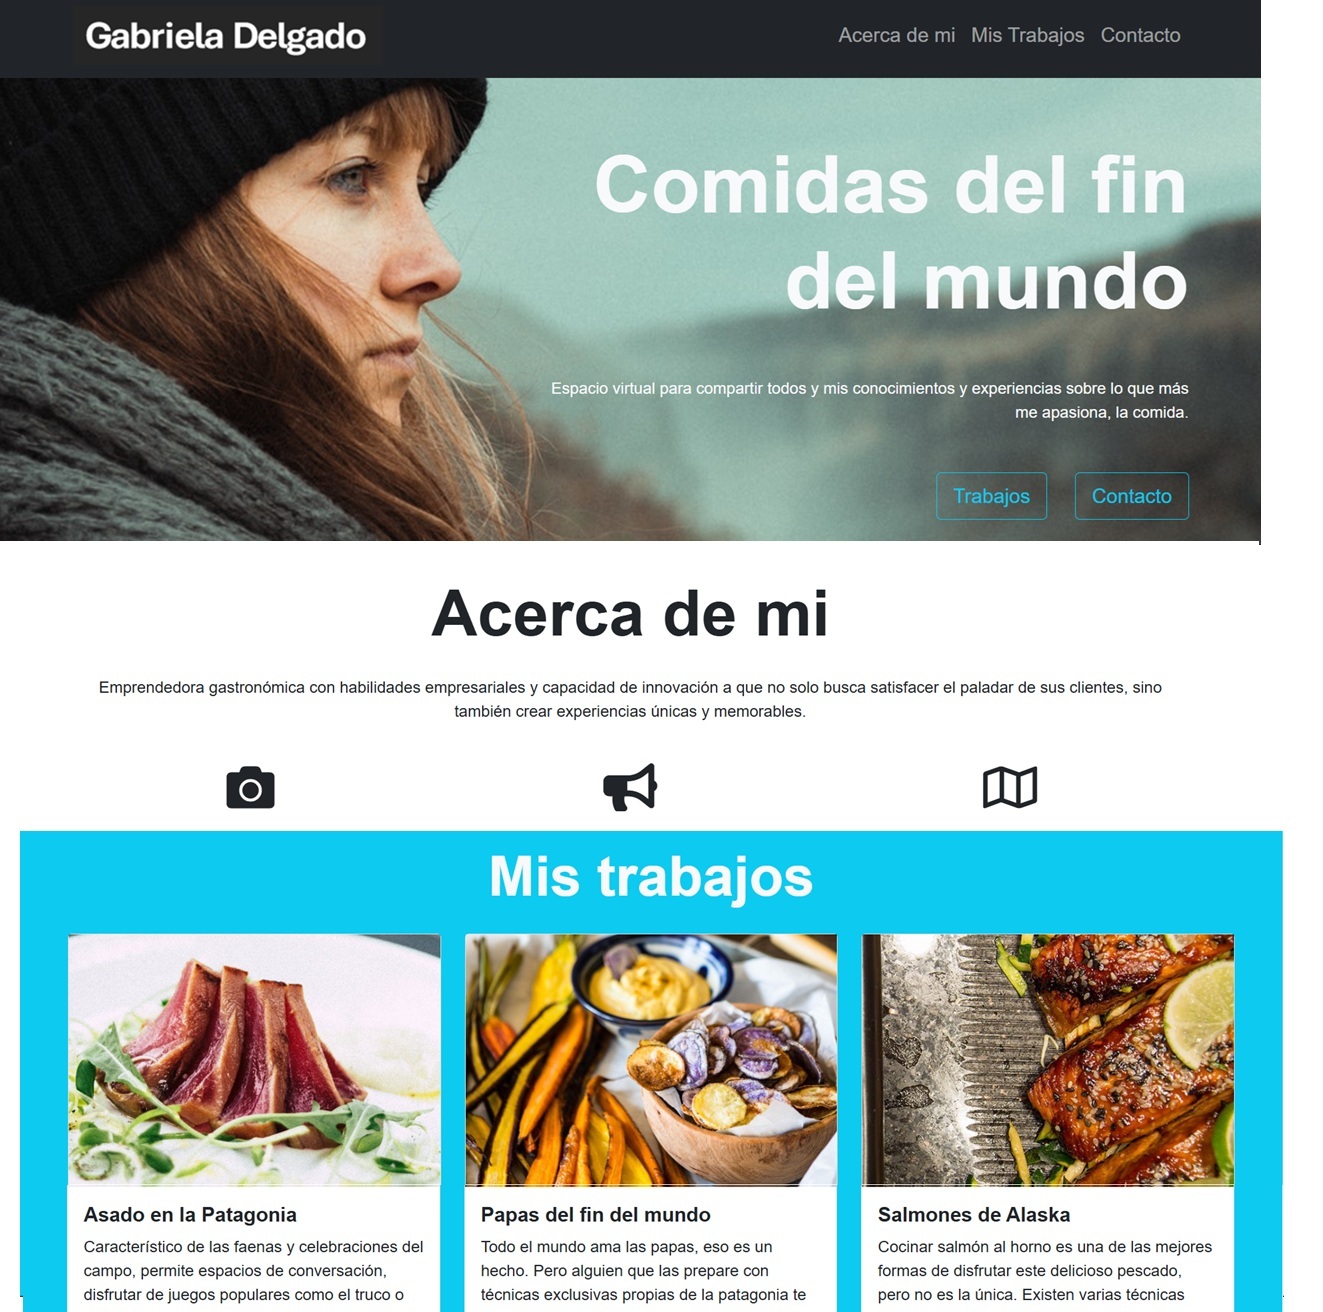 Gabriela Delgado
Acerca de mi Mis Trabajos Contacto
Comidas del fin
del mundo
Espacio virtual para compartir todos y mis conocimientos y experiencias sobre lo que más
me apasiona, la comida.
Trabajos Contacto
Acerca de mi
Emprendedora gastronómica con habilidades empresariales y capacidad de innovación a que no solo busca satisfacer el paladar de sus clientes, sino
también crear experiencias únicas y memorables.
Mis trabajos
Asado en la Patagonia
Característico de las faenas y celebraciones del
campo, permite espacios de conversación,
disfrutar de juegos populares como el truco o
Papas del fin del mundo
Todo el mundo ama las papas, eso es un
hecho. Pero alguien que las prepare con
técnicas exclusivas propias de la patagonia te
Salmones de Alaska
Cocinar salmón al horno es una de las mejores
formas de disfrutar este delicioso pescado,
pero no es la única. Existen varias técnicas